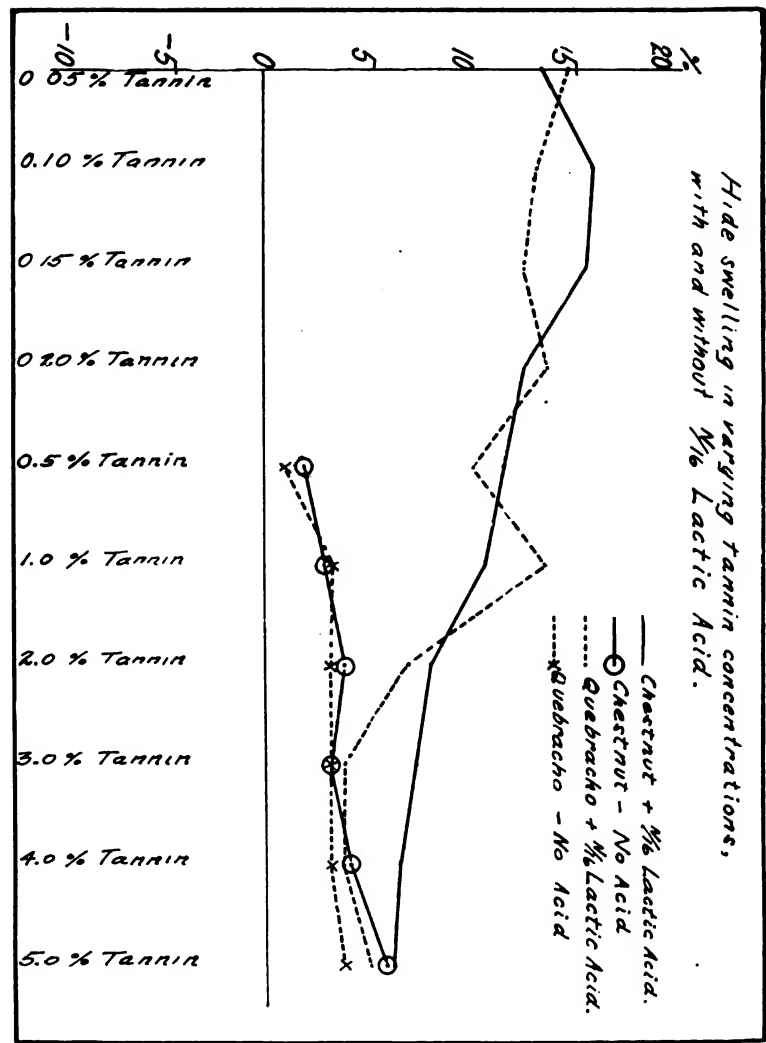 Hide swelling in varying tannin concentrations,
with and without N/16 Lactic Acid.
Chestnut + N/16 Lactic Acid.
Chestnut - No Acid
Quebracho + N/16 Lactic Acid.
Quebracho - No Acid
%
20
15
10
5
0
-5
-10
0 05 % Tannin
0.10 % Tannin
0 15 % Tannin
0 20 % Tannin
0.5 % Tannin
1.0 % Tannin
2.0 % Tannin
3.0 % Tannin
4.0 % Tannin
5.0 % Tannin